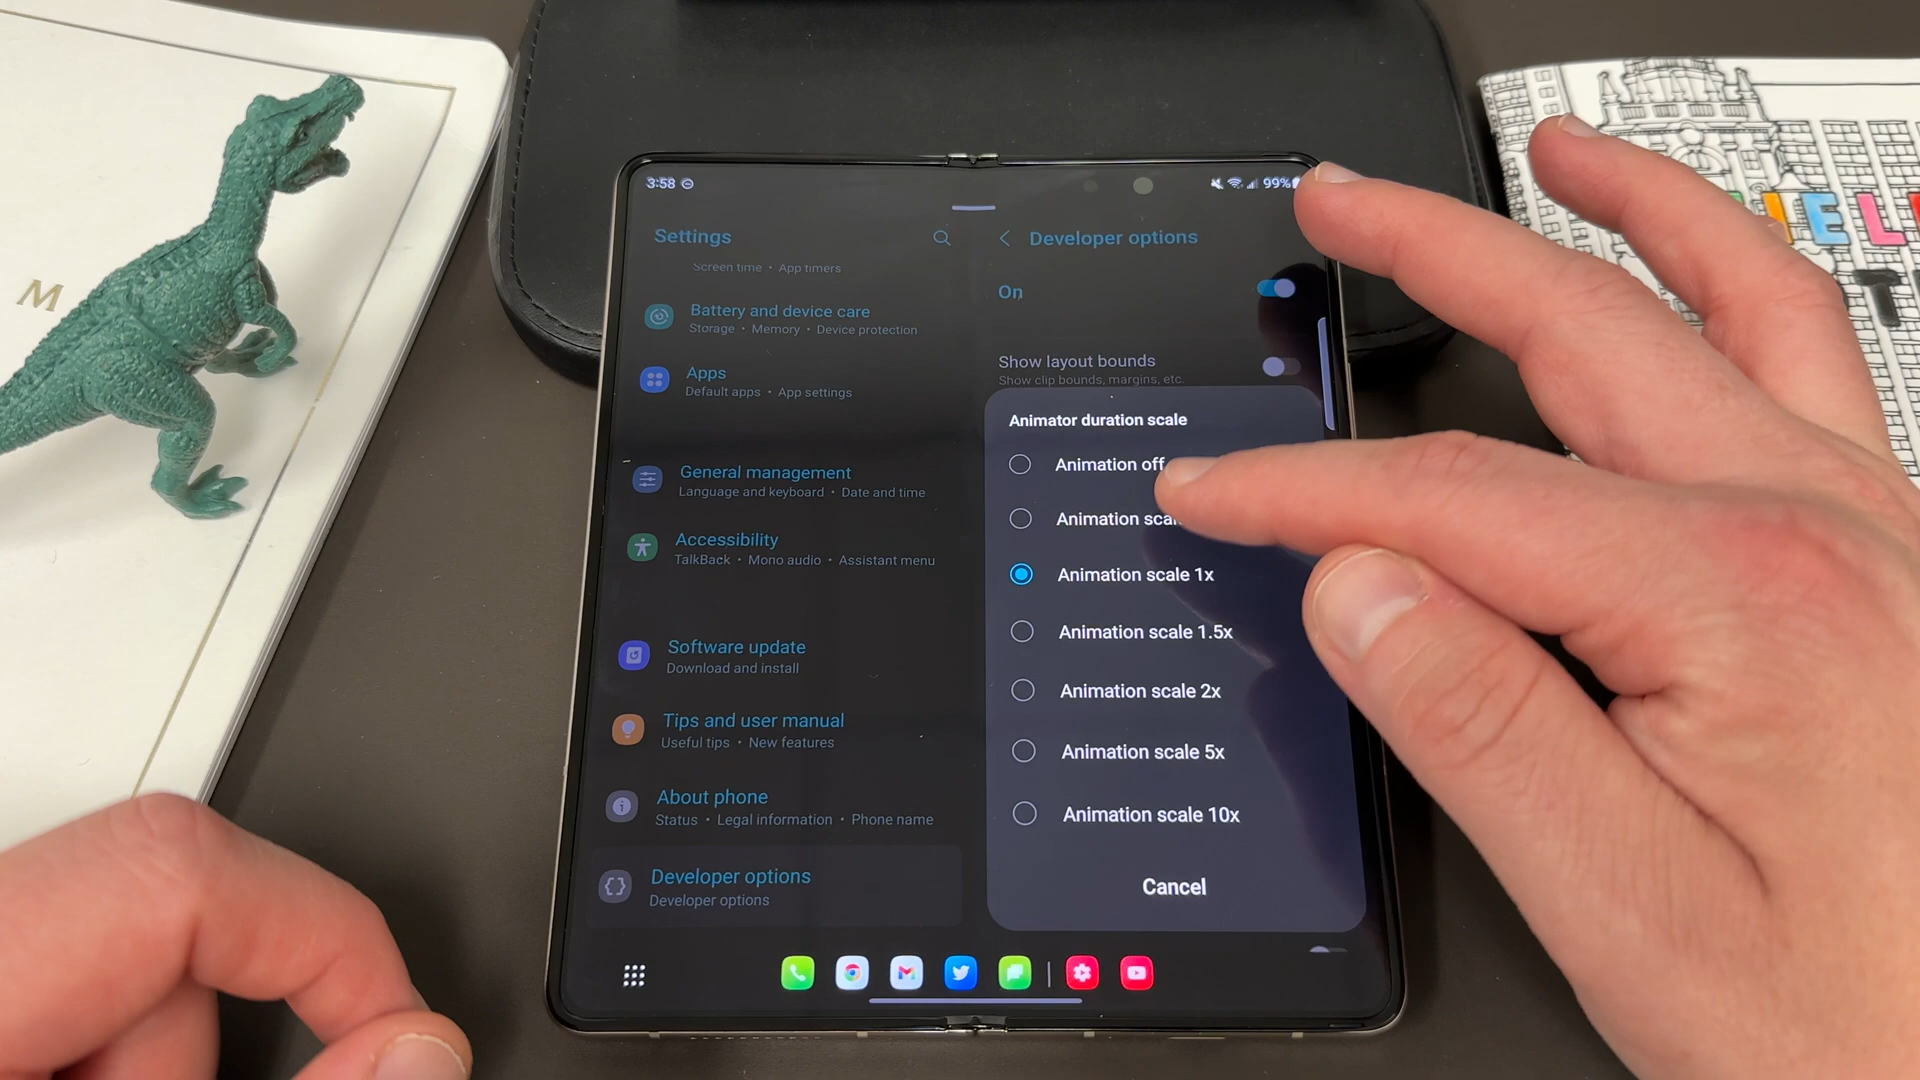 M
3:58
99%
Settings
Screen time • App timers
Battery and device care
Storage • Memory • Device protection
Apps
Default apps • App settings
General management
Language and keyboard • Date and time
Accessibility
TalkBack • Mono audio • Assistant menu
Software update
Download and install
Tips and user manual
Useful tips • New features
About phone
Status • Legal information • Phone name
Developer options
Developer options
Developer options
On
Show layout bounds
Show clip bounds, margins, etc.
Animator duration scale
Animation off
Animation
Animation scale 1x
Animation scale 1.5x
Animation scale 2x
Animation scale 5x
Animation scale 10x
Cancel
IEL
T